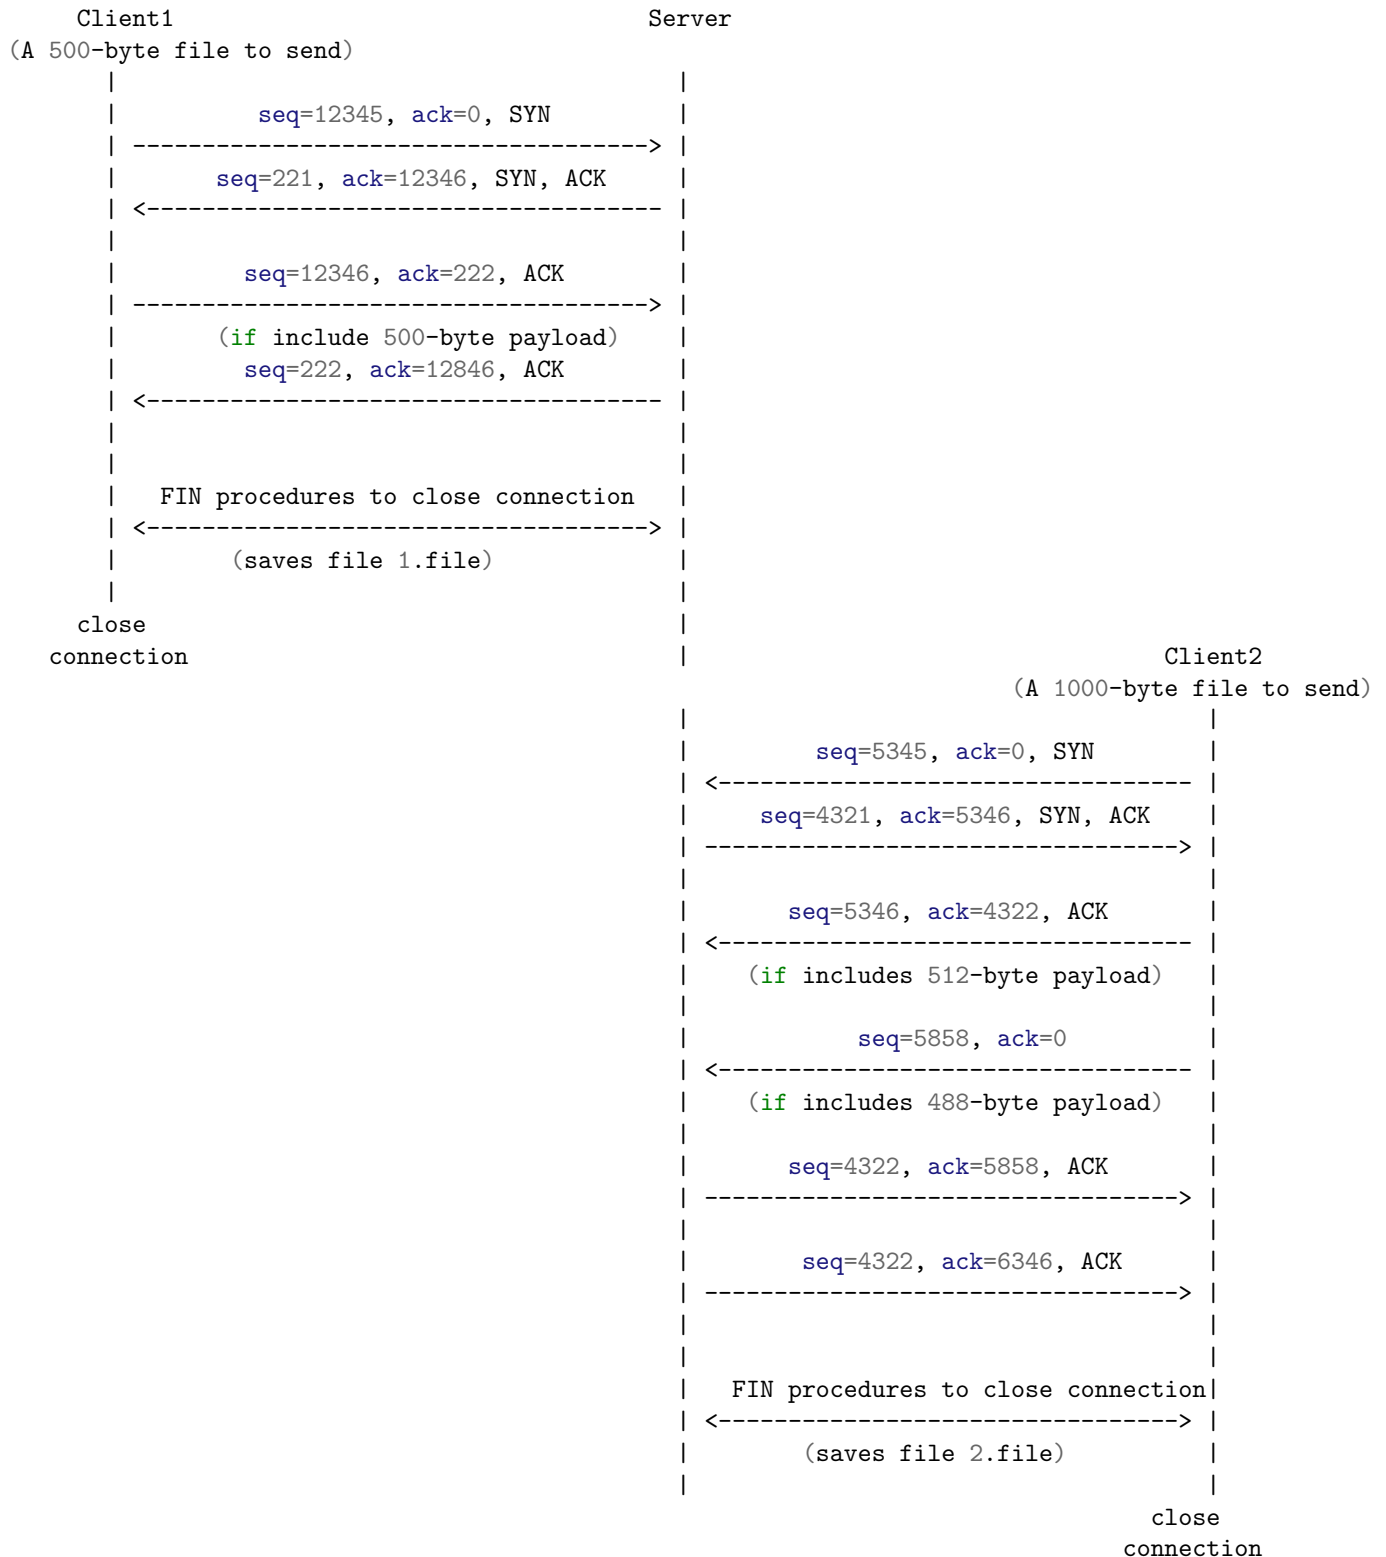 Client1 Server
(A 500-byte file to send)
| |
| seq=12345, ack=0, SYN |
| -------------------------------------> |
| seq=221, ack=12346, SYN, ACK |
| <------------------------------------- |
| |
| seq=12346, ack=222, ACK |
| -------------------------------------> |
| (if include 500-byte payload) |
| seq=222, ack=12846, ACK |
| <------------------------------------- |
| |
| |
| FIN procedures to close connection |
| <------------------------------------> |
| (saves file 1.file) |
| |
close |
connection | Client2
(A 1000-byte file to send)
| |
| seq=5345, ack=0, SYN |
| <---------------------------------- |
| seq=4321, ack=5346, SYN, ACK |
| ----------------------------------> |
| |
| seq=5346, ack=4322, ACK |
| <---------------------------------- |
| (if includes 512-byte payload) |
| |
| seq=5858, ack=0 |
| <---------------------------------- |
| (if includes 488-byte payload) |
| |
| seq=4322, ack=5858, ACK |
| ----------------------------------> |
| |
| seq=4322, ack=6346, ACK |
| ----------------------------------> |
| |
| |
| FIN procedures to close connection|
| <---------------------------------> |
| (saves file 2.file) |
| |
close
connection